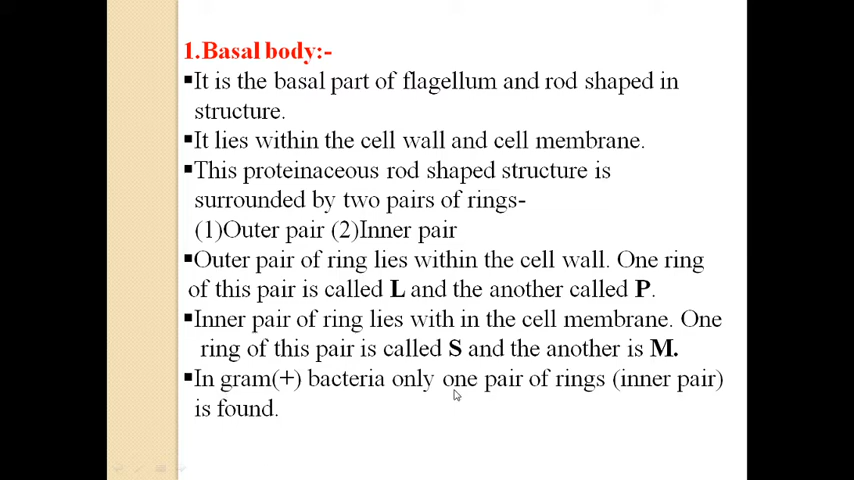 1.Basal body:-
▪It is the basal part of flagellum and rod shaped in
structure.
▪It lies within the cell wall and cell membrane.
▪This proteinaceous rod shaped structure is
surrounded by two pairs of rings-
(1)Outer pair (2)Inner pair
▪Outer pair of ring lies within the cell wall. One ring
of this pair is called L and the another called P.
▪Inner pair of ring lies with in the cell membrane. One
ring of this pair is called S and the another is M.
▪In gram(+) bacteria only one pair of rings (inner pair)
is found.